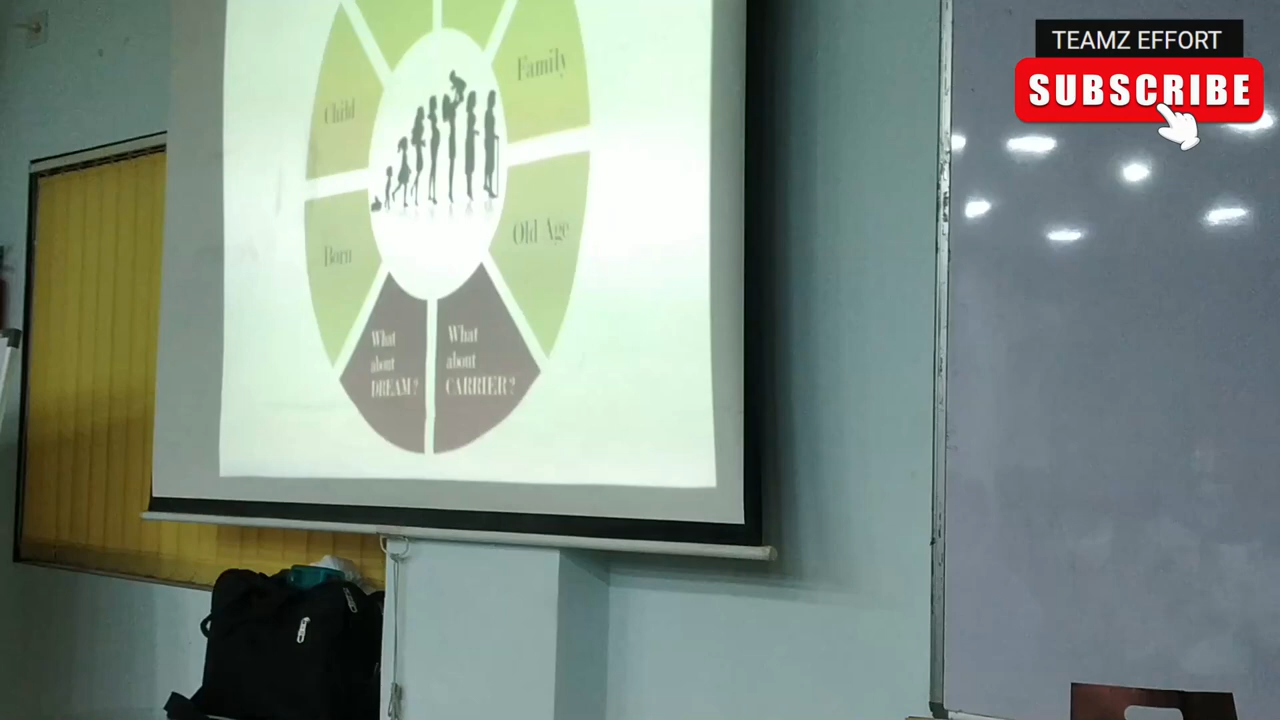 TEAMZ EFFORT
SUBSCRIBE
Family
Child
Old Age
Born
What
about
DREAM?
What
about
CARRIER?